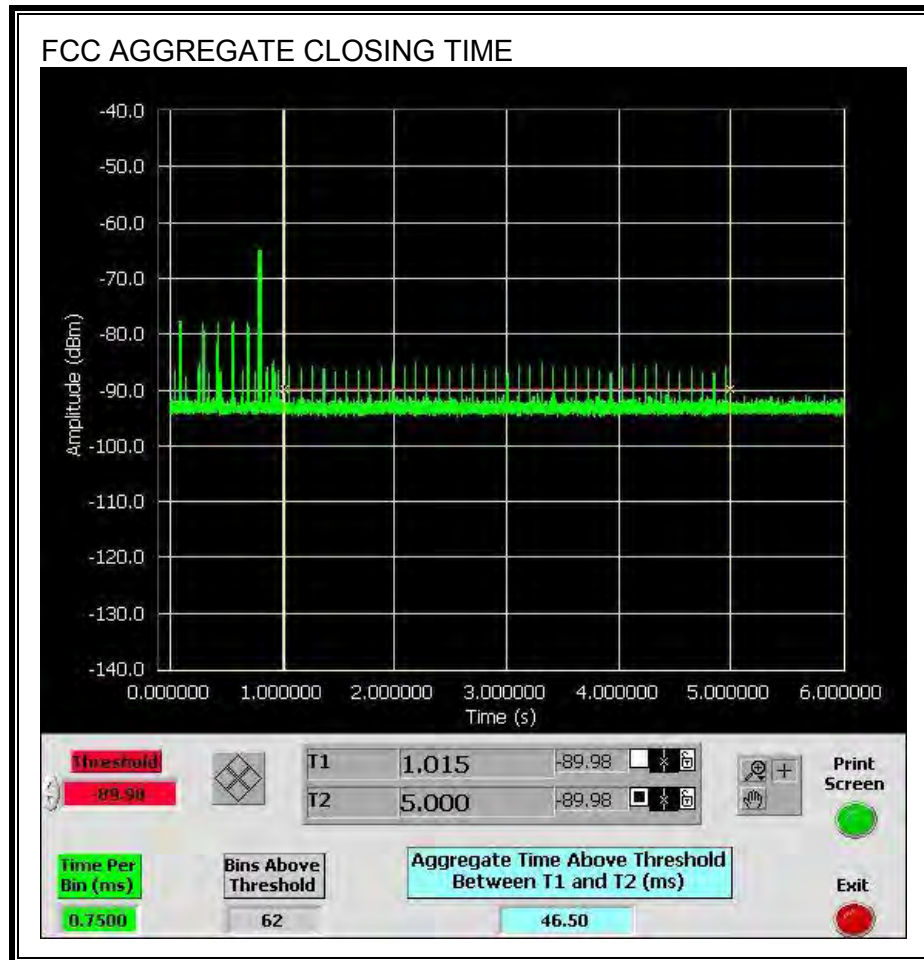 FCC AGGREGATE CLOSING TIME
-40.0
-50.0
-60.0
-70.0
-80.0
-90.0
-100.0
-110.0
-120.0
-130.0
-140.0
Amplitude (dBm)
0.000000 1.000000 2.000000 3.000000 4.000000 5.000000 6.000000
Time (s)
Threshold
-89.98
T1 1.015 -89.98
T2 5.000 -89.98
Print
Screen
Time Per
Bin (ms)
0.7500
Bins Above
Threshold
62
Aggregate Time Above Threshold
Between T1 and T2 (ms)
46.50
Exit